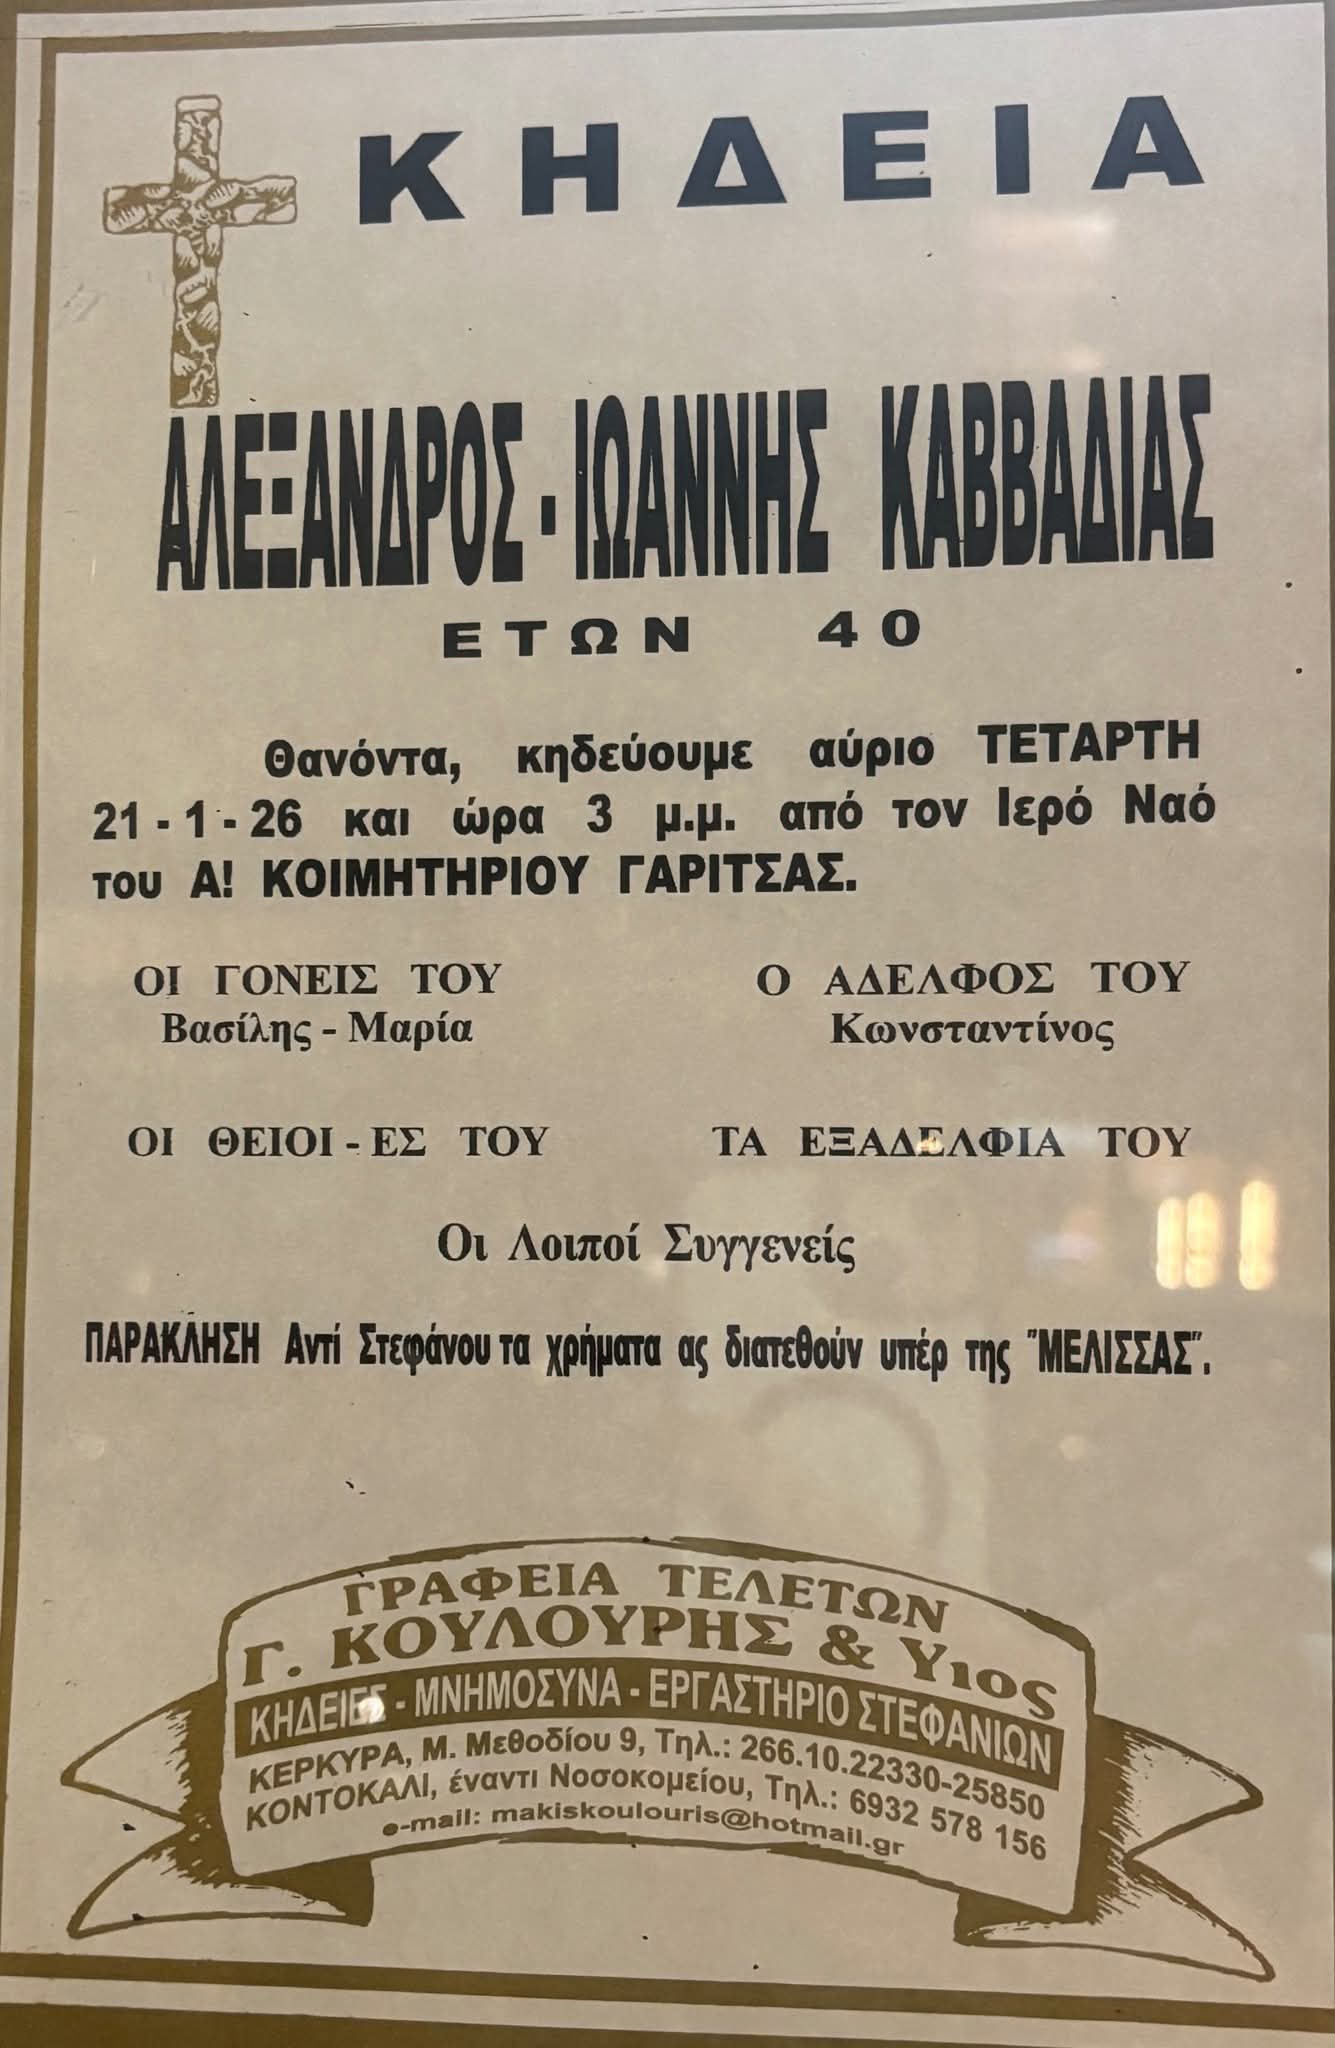 ΚΗΔΕΙΑ
ΑΛΕΞΑΝΔΡΟΣ - ΙΩΑΝΝΗΣ ΚΑΒΒΑΔΙΑΣ
ΕΤΩΝ 40
Θανόντα, κηδεύουμε αύριο ΤΕΤΑΡΤΗ
21 - 1 - 26 και ώρα 3 μ.μ. από τον Ιερό Ναό
του Α! ΚΟΙΜΗΤΗΡΙΟΥ ΓΑΡΙΤΣΑΣ.
ΟΙ ΓΟΝΕΙΣ ΤΟΥ
Βασίλης - Μαρία
Ο ΑΔΕΛΦΟΣ ΤΟΥ
Κωνσταντίνος
ΟΙ ΘΕΙΟΙ - ΕΣ ΤΟΥ
ΤΑ ΕΞΑΔΕΛΦΙΑ ΤΟΥ
Οι Λοιποί Συγγενείς
ΠΑΡΑΚΛΗΣΗ Αντί Στεφάνου τα χρήματα ας διατεθούν υπέρ της "ΜΕΛΙΣΣΑΣ".
ΓΡΑΦΕΙΑ ΤΕΛΕΤΩΝ
Γ. ΚΟΥΛΟΥΡΗΣ & Υιος
ΚΗΔΕΙΕΣ - ΜΝΗΜΟΣΥΝΑ - ΕΡΓΑΣΤΗΡΙΟ ΣΤΕΦΑΝΙΩΝ
ΚΕΡΚΥΡΑ, Μ. Μεθοδίου 9, Τηλ.: 266.10.22330-25850
ΚΟΝΤΟΚΑΛΙ, έναντι Νοσοκομείου, Τηλ.: 6932 578 156
e-mail: makiskoulouris@hotmail.gr